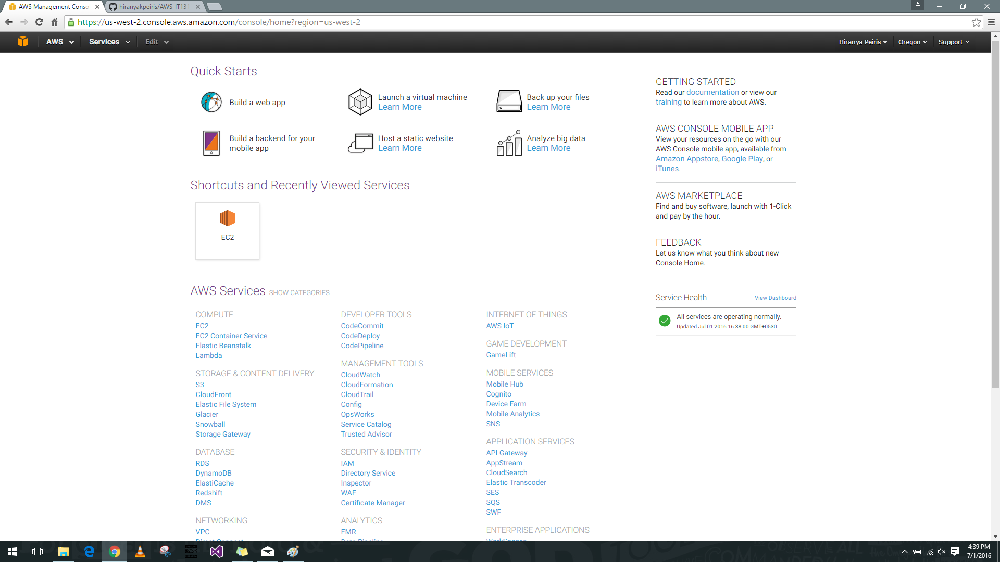 AWS Management Conso
hiranyakpeiris/AWS-IT131
https://us-west-2.console.aws.amazon.com/console/home?region=us-west-2
AWS
Services
Edit
Hiranya Peiris
Oregon
Support
Quick Starts
Build a web app
Launch a virtual machine
Learn More
Back up your files
Learn More
Build a backend for your
mobile app
Host a static website
Learn More
Analyze big data
Learn More
Shortcuts and Recently Viewed Services
EC2
AWS Services SHOW CATEGORIES
COMPUTE
EC2
EC2 Container Service
Elastic Beanstalk
Lambda
STORAGE & CONTENT DELIVERY
S3
CloudFront
Elastic File System
Glacier
Snowball
Storage Gateway
DATABASE
RDS
DynamoDB
ElastiCache
Redshift
DMS
NETWORKING
VPC
Direct Connect
DEVELOPER TOOLS
CodeCommit
CodeDeploy
CodePipeline
MANAGEMENT TOOLS
CloudWatch
CloudFormation
CloudTrail
Config
OpsWorks
Service Catalog
Trusted Advisor
SECURITY & IDENTITY
IAM
Directory Service
Inspector
WAF
Certificate Manager
ANALYTICS
EMR
Data Pipeline
INTERNET OF THINGS
AWS IoT
GAME DEVELOPMENT
GameLift
MOBILE SERVICES
Mobile Hub
Cognito
Device Farm
Mobile Analytics
SNS
APPLICATION SERVICES
API Gateway
AppStream
CloudSearch
Elastic Transcoder
SES
SQS
SWF
ENTERPRISE APPLICATIONS
WorkSpaces
GETTING STARTED
Read our documentation or view our
training to learn more about AWS.
AWS CONSOLE MOBILE APP
View your resources on the go with our
AWS Console mobile app, available from
Amazon Appstore, Google Play, or
iTunes.
AWS MARKETPLACE
Find and buy software, launch with 1-Click
and pay by the hour.
FEEDBACK
Let us know what you think about new
Console Home.
Service Health
View Dashboard
All services are operating normally.
Updated Jul 01 2016 16:38:00 GMT+0530
4:39 PM
7/1/2016